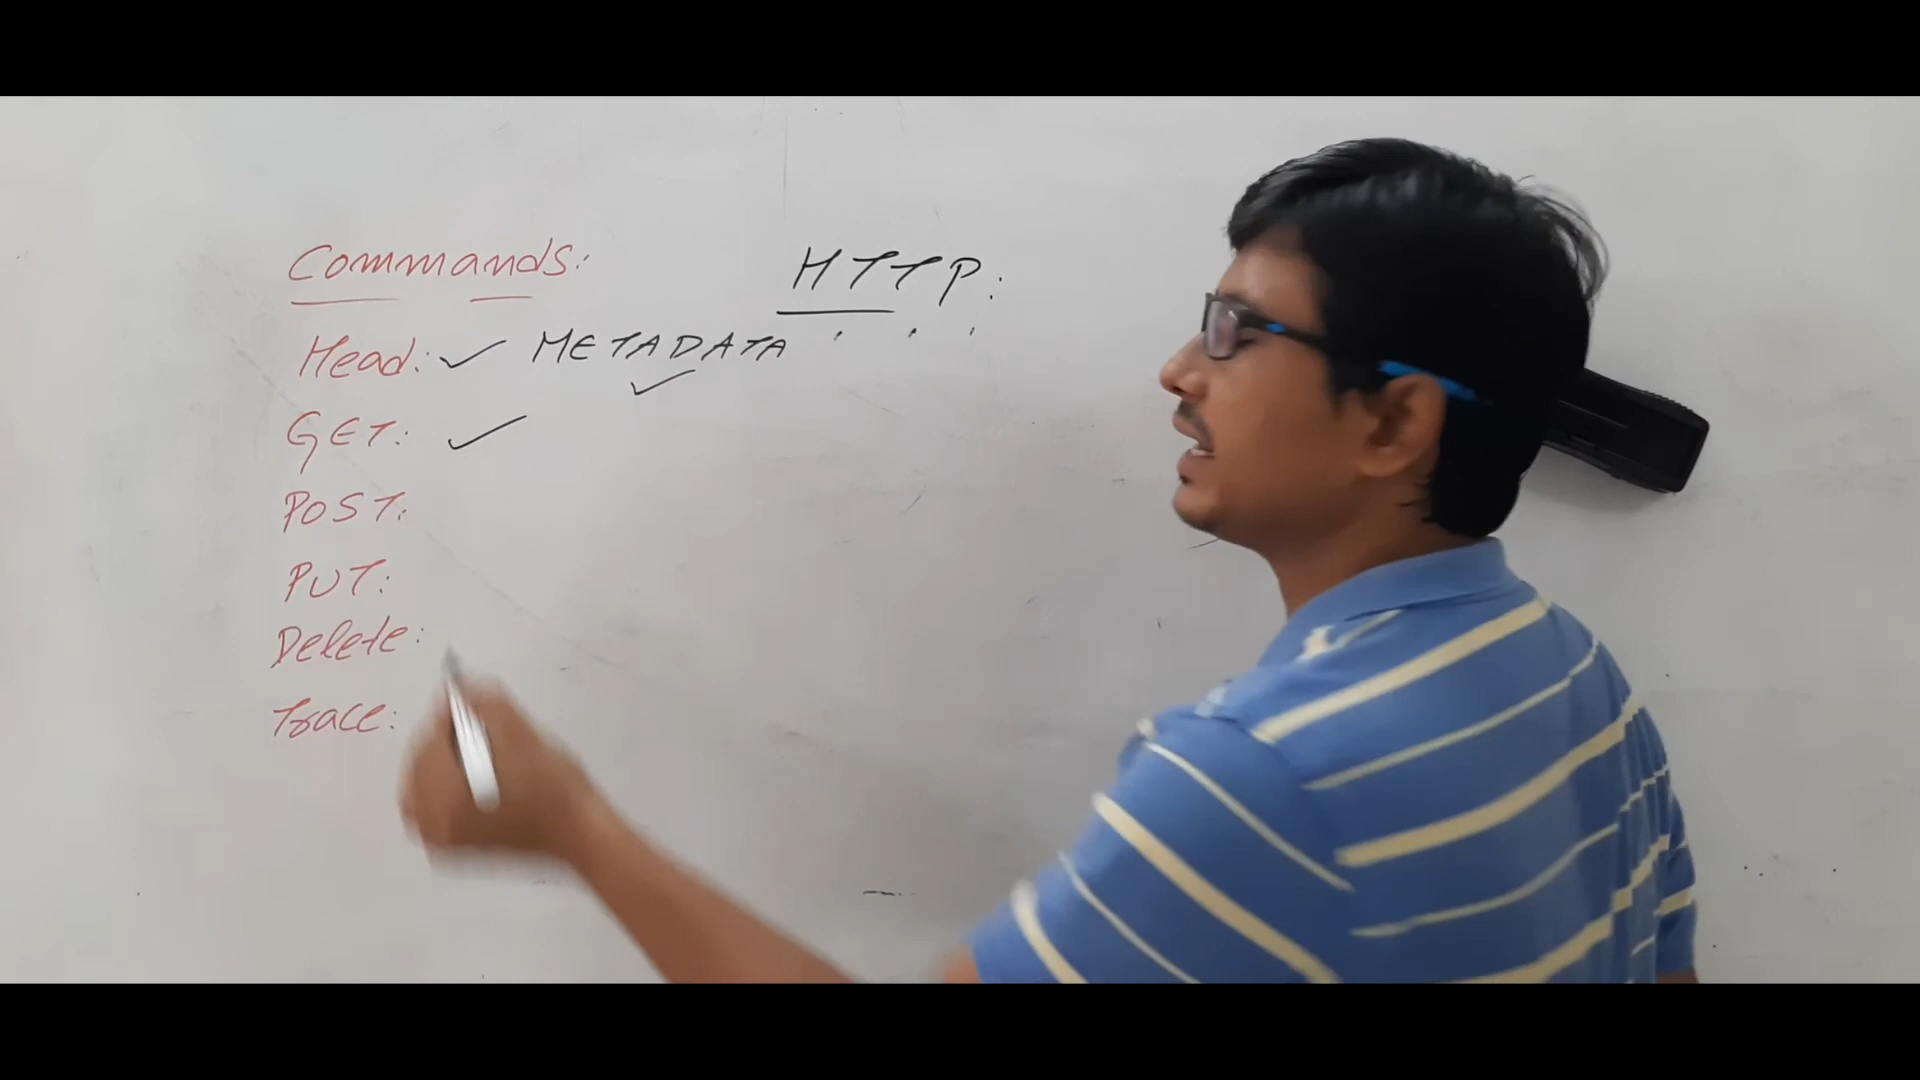 Commands:
HTTP:
Head: ✓ METADATA
✓
GET: ✓
POST:
PUT:
Delete:
Trace: